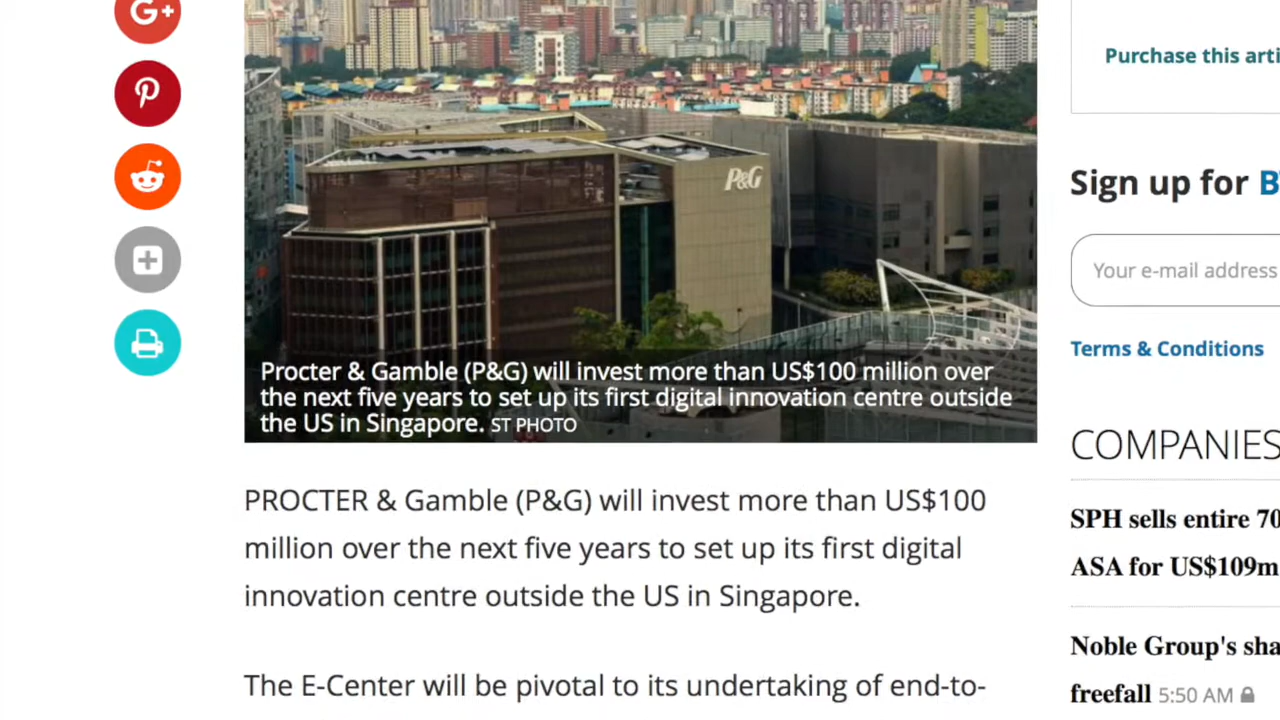 G+
P&G
Procter & Gamble (P&G) will invest more than US$100 million over
the next five years to set up its first digital innovation centre outside
the US in Singapore. ST PHOTO
PROCTER & Gamble (P&G) will invest more than US$100
million over the next five years to set up its first digital
innovation centre outside the US in Singapore.
The E-Center will be pivotal to its undertaking of end-to-
Purchase this arti
Sign up for B
Your e-mail address
Terms & Conditions
COMPANIES
SPH sells entire 70
ASA for US$109m
Noble Group's sha
freefall 5:50 AM